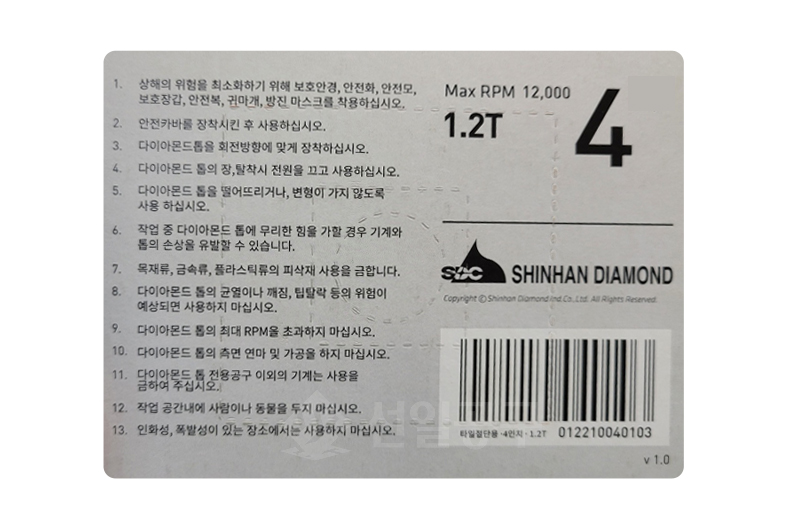 1. 상해의 위험을 최소화하기 위해 보호안경, 안전화, 안전모,
보호장갑, 안전복, 귀마개, 방진 마스크를 착용하십시오.
2. 안전카바를 장착시킨 후 사용하십시오.
3. 다이아몬드톱을 회전방향에 맞게 장착하십시오.
4. 다이아몬드 톱의 장,탈착시 전원을 끄고 사용하십시오.
5. 다이아몬드 톱을 떨어뜨리거나, 변형이 가지 않도록
사용 하십시오.
6. 작업 중 다이아몬드 톱에 무리한 힘을 가할 경우 기계와
톱의 손상을 유발할 수 있습니다.
7. 목재류, 금속류, 플라스틱류의 피삭재 사용을 금합니다.
8. 다이아몬드 톱의 균열이나 깨짐, 팁탈락 등의 위험이
예상되면 사용하지 마십시오.
9. 다이아몬드 톱의 최대 RPM을 초과하지 마십시오.
10. 다이아몬드 톱의 측면 연마 및 가공을 하지 마십시오.
11. 다이아몬드 톱 전용공구 이외의 기계는 사용을
금하여 주십시오.
12. 작업 공간내에 사람이나 동물을 두지 마십시오.
13. 인화성, 폭발성이 있는 장소에서는 사용하지 마십시오.
Max RPM 12,000
1.2T
4
SDC SHINHAN DIAMOND
Copyright ⓒ Shinhan Diamond Ind.Co.,Ltd. All Rights Reserved.
타일절단용-4인치-1.2T 012210040103
v 1.0